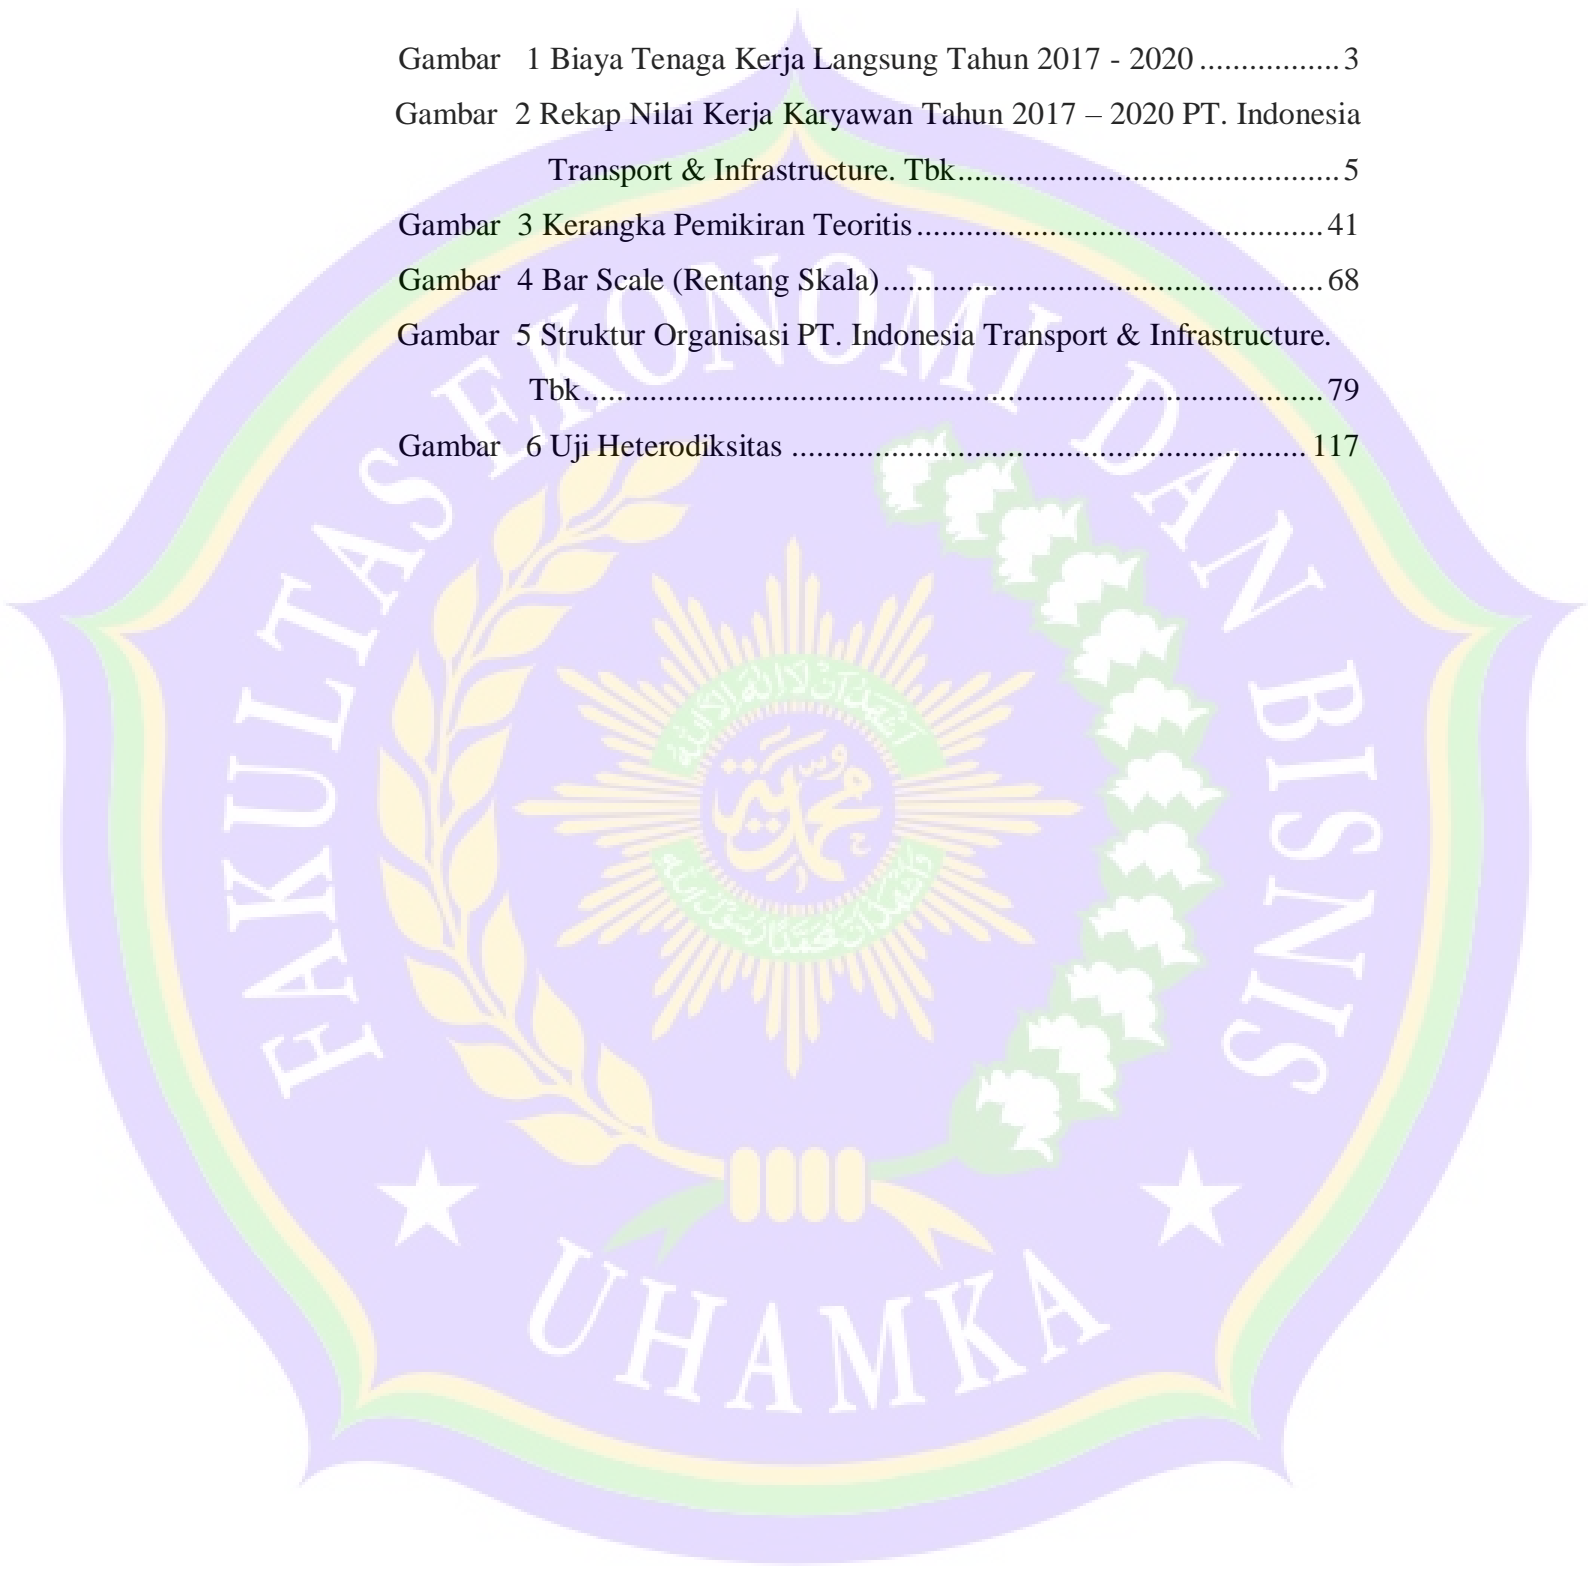 Gambar 1 Biaya Tenaga Kerja Langsung Tahun 2017 - 2020 ................. 3
Gambar 2 Rekap Nilai Kerja Karyawan Tahun 2017 – 2020 PT. Indonesia
Transport & Infrastructure. Tbk.............................................. 5
Gambar 3 Kerangka Pemikiran Teoritis ................................................. 41
Gambar 4 Bar Scale (Rentang Skala) ..................................................... 68
Gambar 5 Struktur Organisasi PT. Indonesia Transport & Infrastructure.
Tbk......................................................................................... 79
Gambar 6 Uji Heterodiksitas .............................................................. 117
FAKULTAS EKONOMI DAN BISNIS
محمدية
UHAMKA